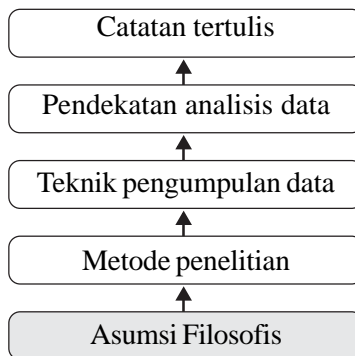 Catatan tertulis
Pendekatan analisis data
Teknik pengumpulan data
Metode penelitian
Asumsi Filosofis